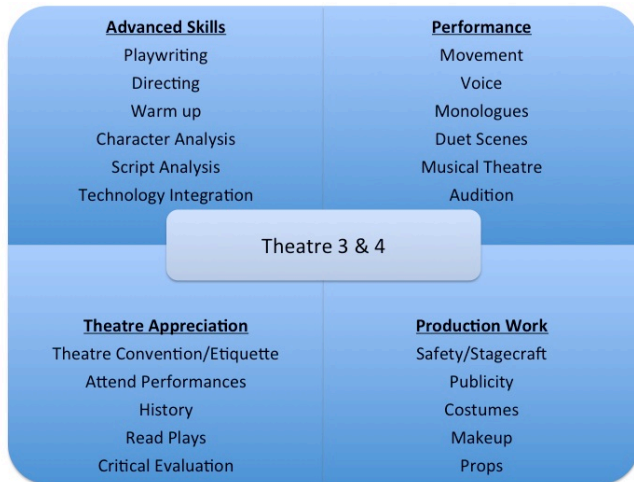 Advanced Skills
Playwriting
Directing
Warm up
Character Analysis
Script Analysis
Technology Integration
Performance
Movement
Voice
Monologues
Duet Scenes
Musical Theatre
Audition
Theatre 3 & 4
Theatre Appreciation
Theatre Convention/Etiquette
Attend Performances
History
Read Plays
Critical Evaluation
Production Work
Safety/Stagecraft
Publicity
Costumes
Makeup
Props